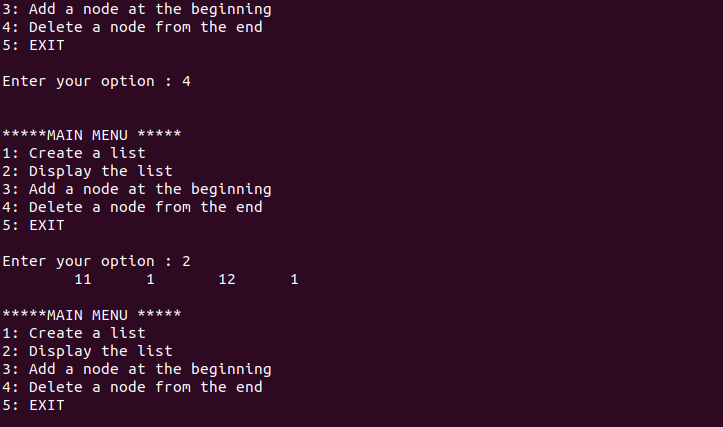 3: Add a node at the beginning
4: Delete a node from the end
5: EXIT
Enter your option : 4
*****MAIN MENU *****
1: Create a list
2: Display the list
3: Add a node at the beginning
4: Delete a node from the end
5: EXIT
Enter your option : 2
11 1 12 1
*****MAIN MENU *****
1: Create a list
2: Display the list
3: Add a node at the beginning
4: Delete a node from the end
5: EXIT